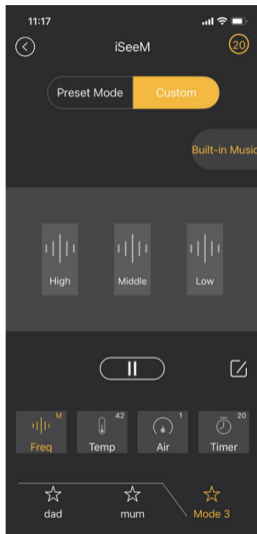 11:17
iSeeM
20
Preset Mode Custom
Built-in Music
High Middle Low
M 42 1 20
Freq Temp Air Timer
dad mum Mode 3